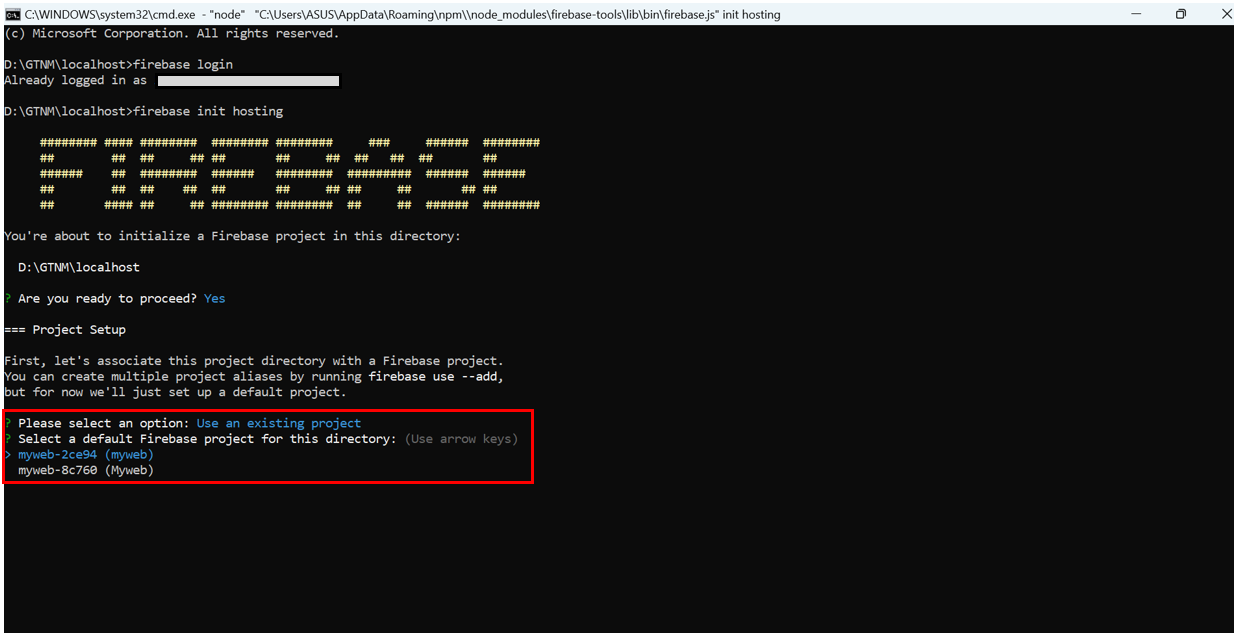 C:\WINDOWS\system32\cmd.exe - "node" "C:\Users\ASUS\AppData\Roaming\npm\\node_modules\firebase-tools\lib\bin\firebase.js" init hosting
(c) Microsoft Corporation. All rights reserved.
D:\GTNM\localhost>firebase login
Already logged in as
D:\GTNM\localhost>firebase init hosting
FIREBASE
You're about to initialize a Firebase project in this directory:
D:\GTNM\localhost
? Are you ready to proceed? Yes
=== Project Setup
First, let's associate this project directory with a Firebase project.
You can create multiple project aliases by running firebase use --add,
but for now we'll just set up a default project.
? Please select an option: Use an existing project
? Select a default Firebase project for this directory: (Use arrow keys)
> myweb-2ce94 (myweb)
myweb-8c760 (Myweb)